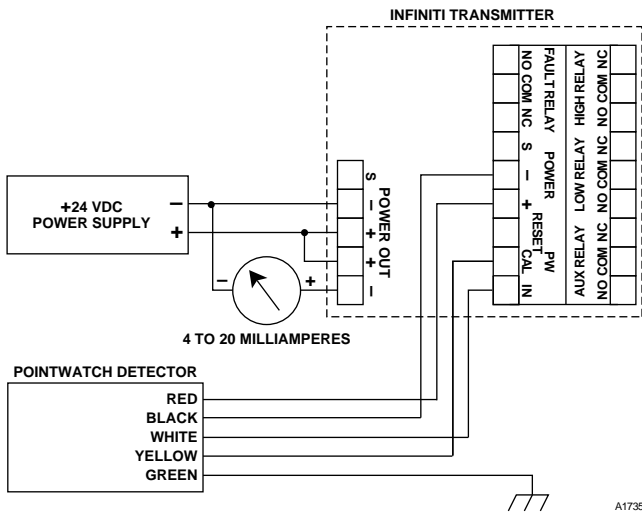 INFINITI TRANSMITTER
NO COM NC
FAULT RELAY
HIGH RELAY
NO COM NC
S
–
+
POWER
LOW RELAY
NO COM NC
RESET
CAL
IN
PW
AUX RELAY
NO COM NC
S
–
+
+
–
POWER OUT
+24 VDC
POWER SUPPLY
–
+
–
+
4 TO 20 MILLIAMPERES
POINTWATCH DETECTOR
RED
BLACK
WHITE
YELLOW
GREEN
A1735